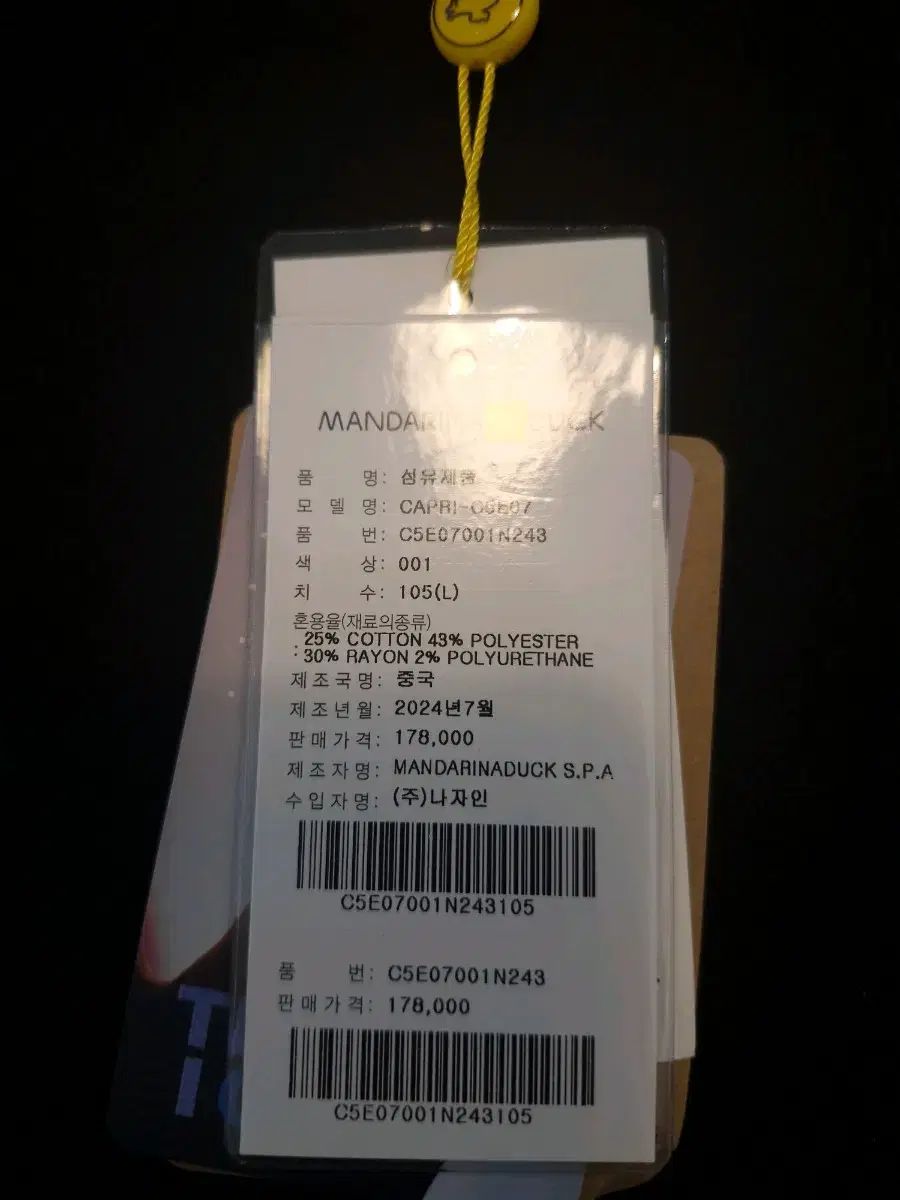 MANDARINA DUCK
품 명: 섬유제품
모 델 명: CAPRI-C5E07
품 번: C5E07001N243
색 상: 001
치 수: 105(L)
혼용율(재료의종류)
: 25% COTTON 43% POLYESTER
30% RAYON 2% POLYURETHANE
제조국명: 중국
제조년월: 2024년7월
판매가격: 178,000
제조자명: MANDARINADUCK S.P.A
수입자명: (주)나자인
C5E07001N243105
품 번: C5E07001N243
판매가격: 178,000
C5E07001N243105